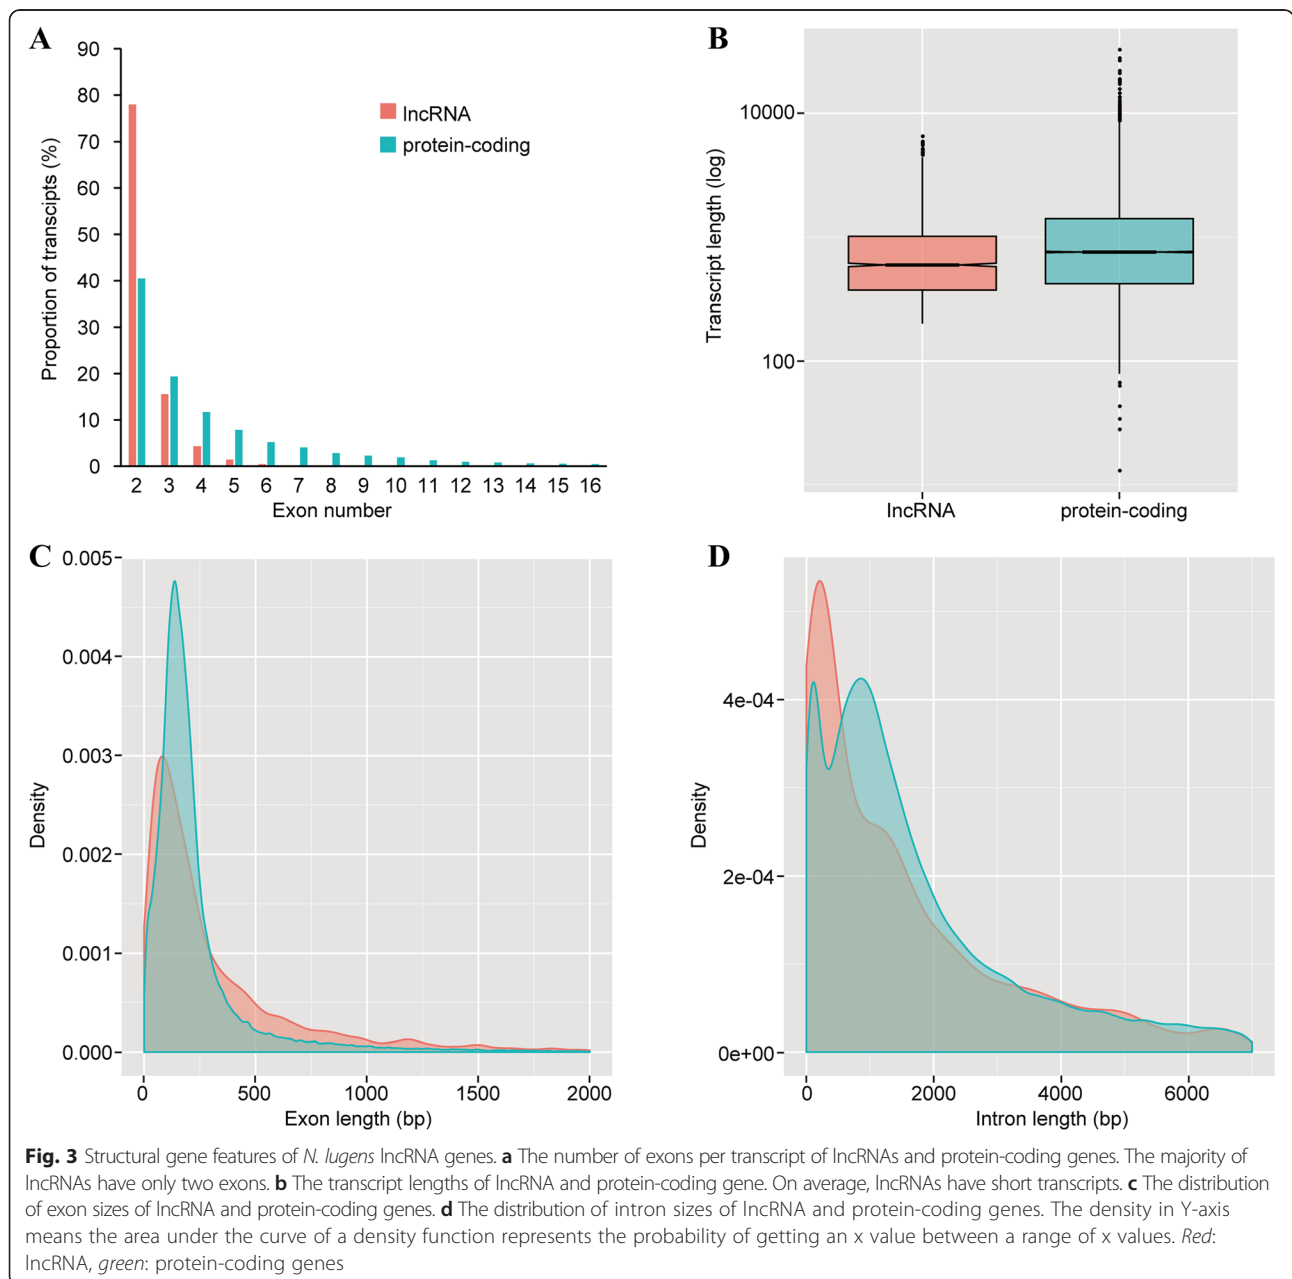 A
90
80
70
60
50
40
30
20
10
0
Proportion of transcipts (%)
lncRNA
protein-coding
2 3 4 5 6 7 8 9 10 11 12 13 14 15 16
Exon number
B
10000
100
Transcript length (log)
lncRNA protein-coding
C
0.005
0.004
0.003
0.002
0.001
0.000
Density
0 500 1000 1500 2000
Exon length (bp)
D
4e-04
2e-04
0e+00
Density
0 2000 4000 6000
Intron length (bp)
Fig. 3 Structural gene features of N. lugens lncRNA genes. a The number of exons per transcript of lncRNAs and protein-coding genes. The majority of
lncRNAs have only two exons. b The transcript lengths of lncRNA and protein-coding gene. On average, lncRNAs have short transcripts. c The distribution
of exon sizes of lncRNA and protein-coding genes. d The distribution of intron sizes of lncRNA and protein-coding genes. The density in Y-axis
means the area under the curve of a density function represents the probability of getting an x value between a range of x values. Red:
lncRNA, green: protein-coding genes